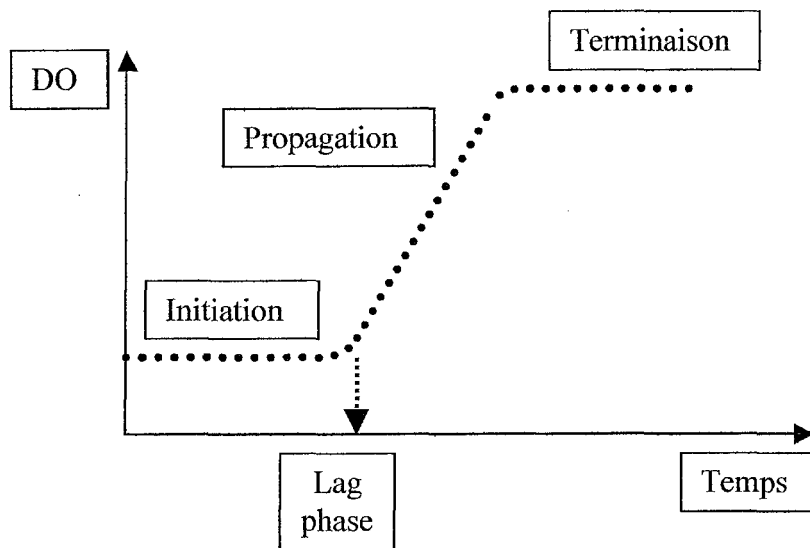 Terminaison
DO
Propagation
Initiation
Lag
phase
Temps